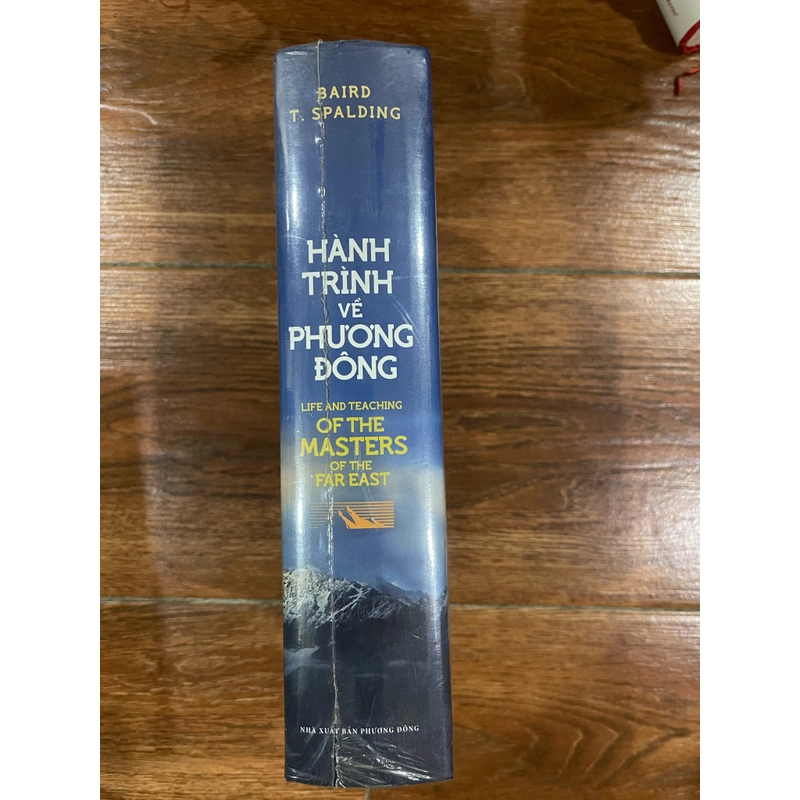 BAIRD
T. SPALDING
HÀNH
TRÌNH
VỀ
PHƯƠNG
ĐÔNG
LIFE AND TEACHING
OF THE
MASTERS
OF THE
FAR EAST
NHÀ XUẤT BẢN PHƯƠNG ĐÔNG